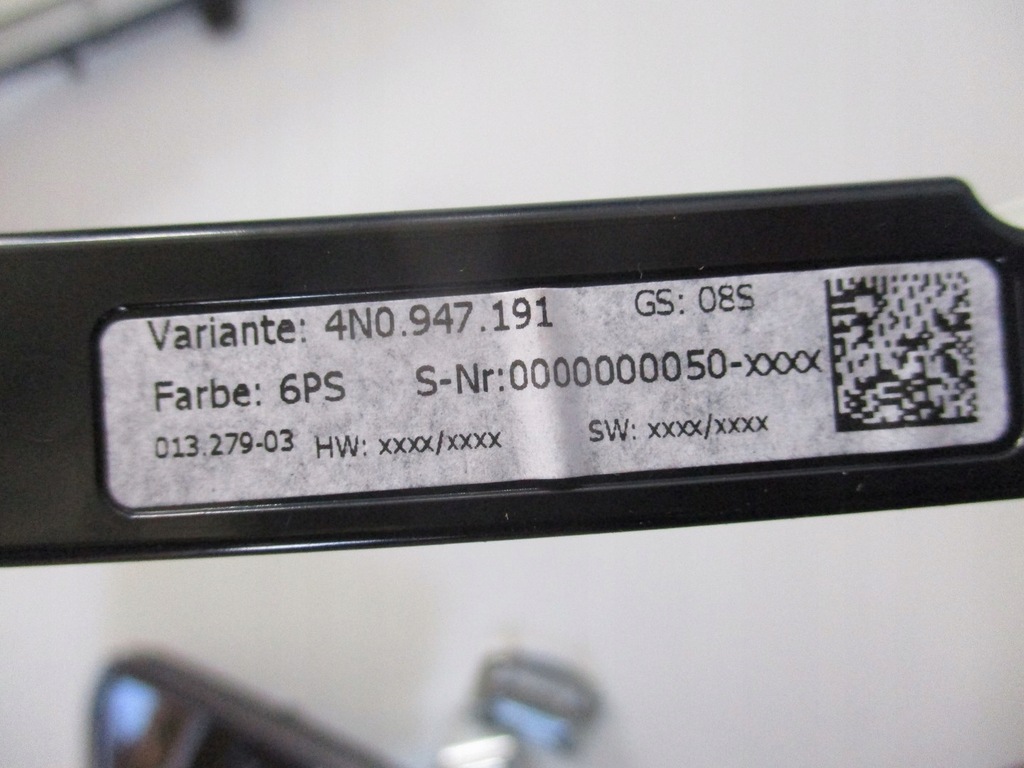 Variante: 4N0.947.191 GS: 08S
Farbe: 6PS S-Nr:0000000050-xxxx
013.279-03 HW: xxxx/xxxx SW: xxxx/xxxx